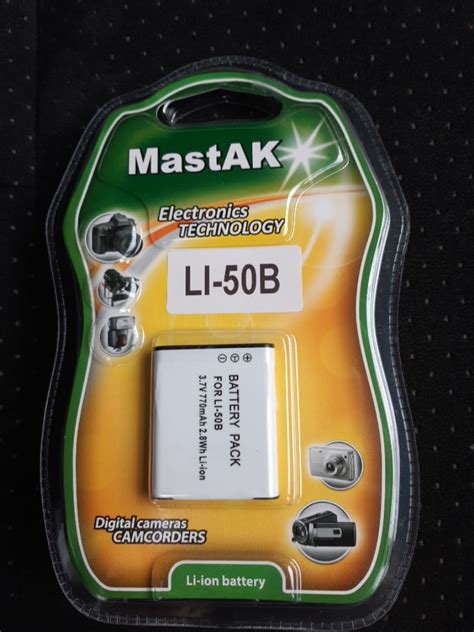 MastAK
Electronics
TECHNOLOGY
LI-50B
BATTERY PACK
FOR LI-50B
3.7V 770mAh 2.8Wh Li-ion
Digital cameras
CAMCORDERS
Li-ion battery